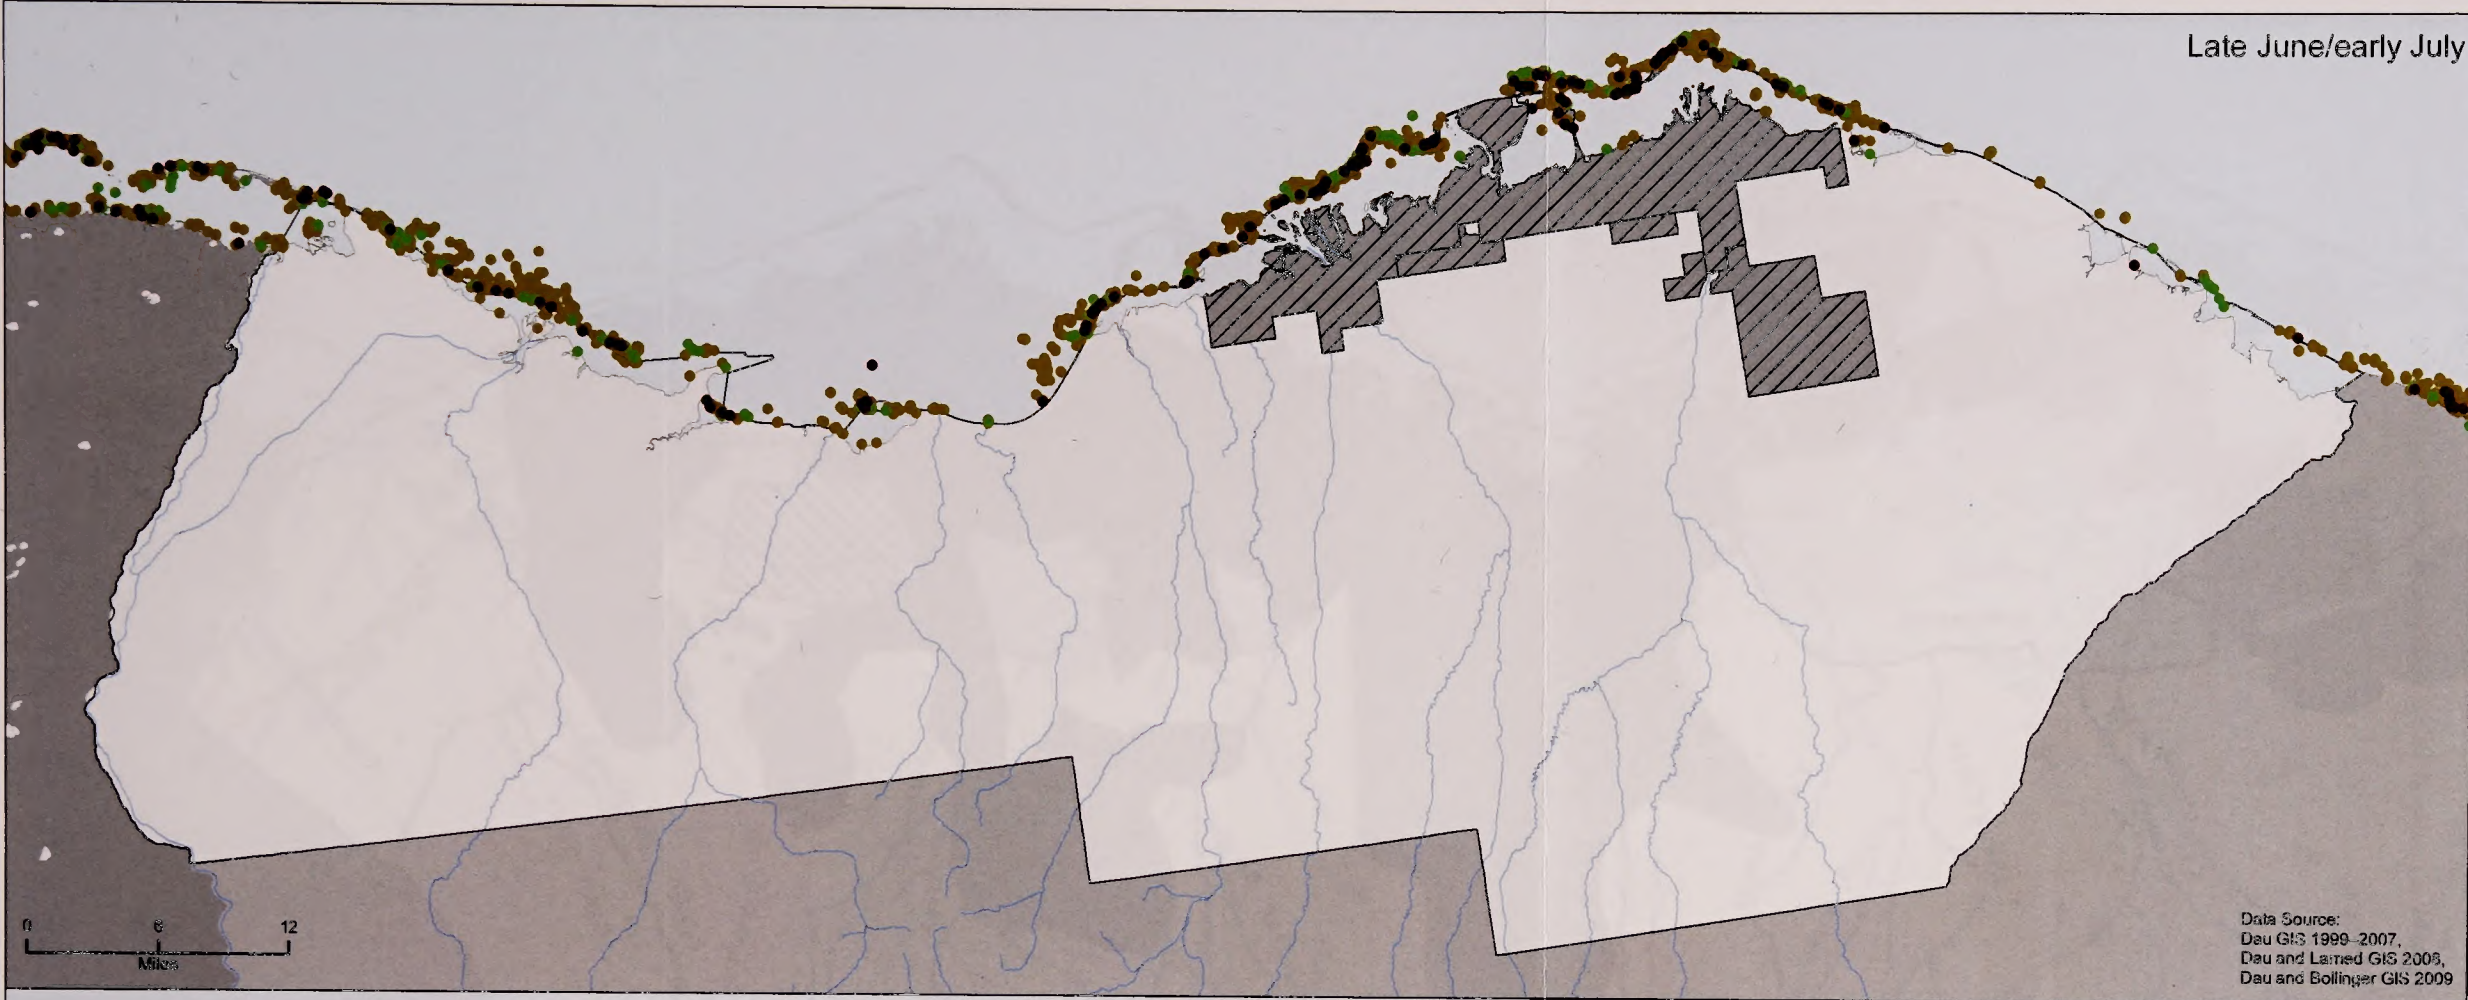 Late June/early July
0 6 12
Miles
Data Source:
Dau GIS 1999–2007,
Dau and Larned GIS 2008,
Dau and Bollinger GIS 2009